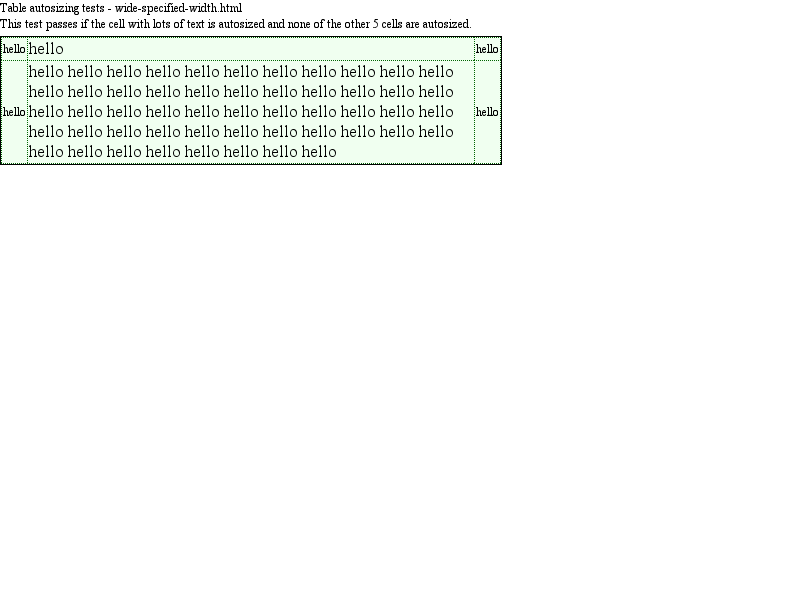 Table autosizing tests - wide-specified-width.html
This test passes if the cell with lots of text is autosized and none of the other 5 cells are autosized.
hello hello hello
hello hello hello hello hello hello hello hello hello hello hello
hello hello hello hello hello hello hello hello hello hello hello
hello hello hello hello hello hello hello hello hello hello hello hello hello
hello hello hello hello hello hello hello hello hello hello hello
hello hello hello hello hello hello hello hello